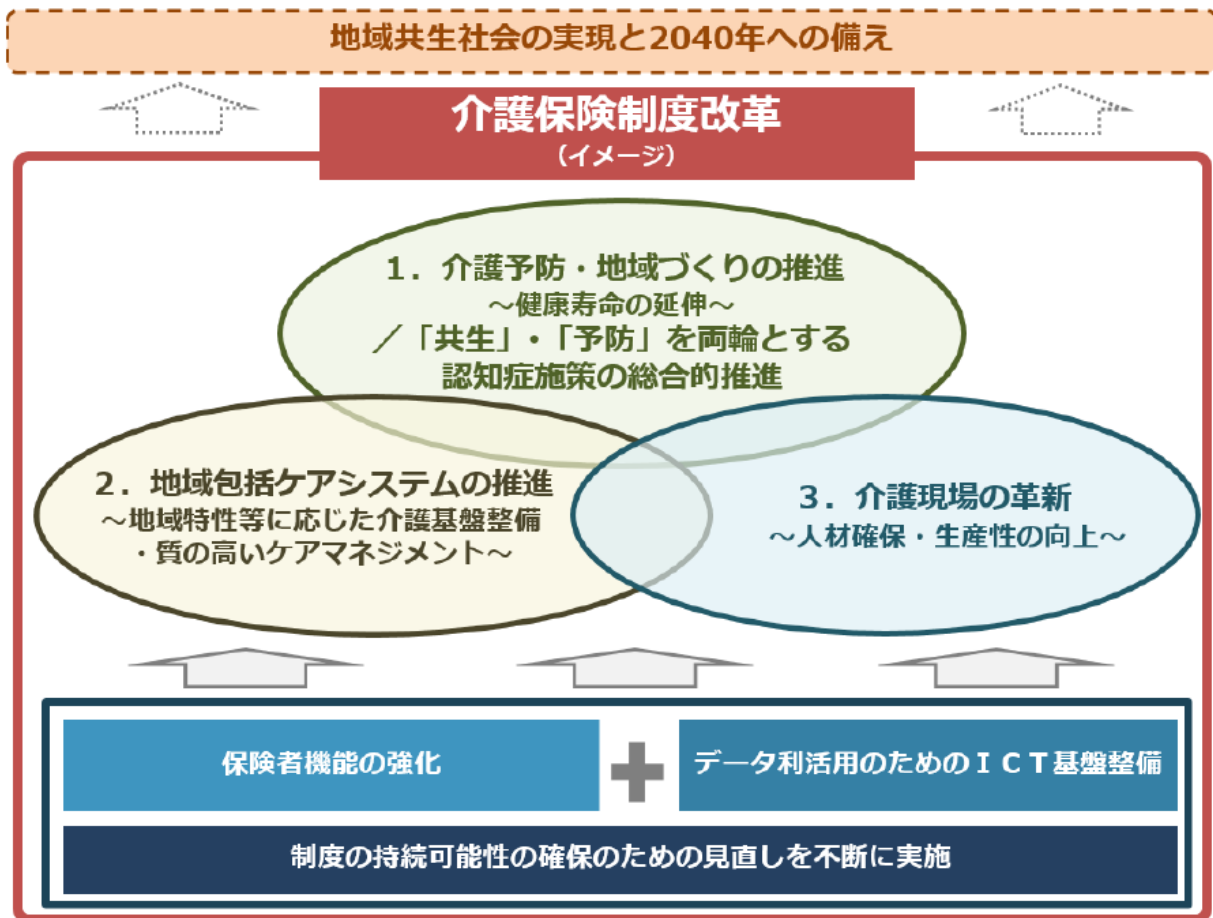 地域共生社会の実現と2040年への備え
介護保険制度改革
（イメージ）
1．介護予防・地域づくりの推進
～健康寿命の延伸～
／「共生」・「予防」を両輪とする
認知症施策の総合的推進
2．地域包括ケアシステムの推進
～地域特性等に応じた介護基盤整備
・質の高いケアマネジメント～
3．介護現場の革新
～人材確保・生産性の向上～
保険者機能の強化
データ利活用のためのＩＣＴ基盤整備
制度の持続可能性の確保のための見直しを不断に実施